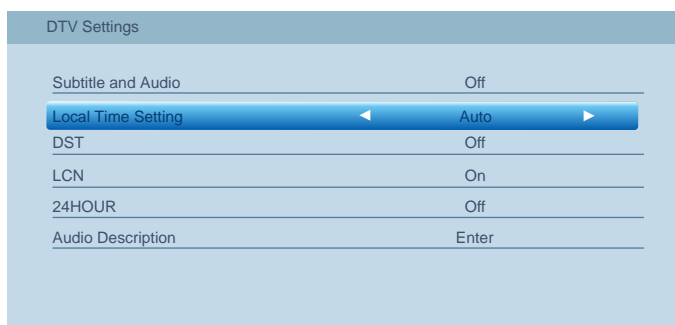 DTV Settings
Subtitle and Audio Off
Local Time Setting ◄ Auto ►
DST Off
LCN On
24HOUR Off
Audio Description Enter